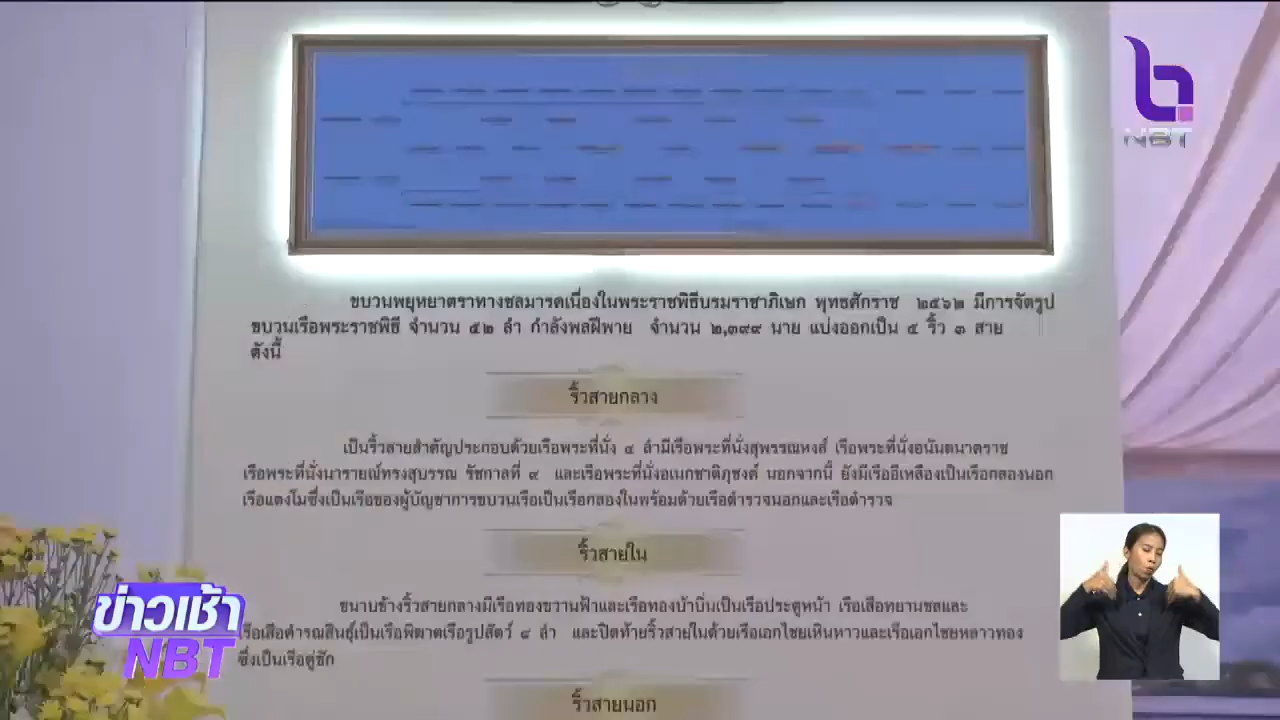 NBT
ขบวนพยุหยาตราทางชลมารคเนื่องในพระราชพิธีบรมราชาภิเษก พุทธศักราช ๒๕๖๒ มีการจัดรูป
ขบวนเรือพระราชพิธี จำนวน ๕๒ ลำ กำลังพลฝีพาย จำนวน ๒,๓๙๙ นาย แบ่งออกเป็น ๕ ริ้ว ๓ สาย
ดังนี้
ริ้วสายกลาง
เป็นริ้วสายสำคัญประกอบด้วยเรือพระที่นั่ง ๔ ลำมีเรือพระที่นั่งสุพรรณหงส์ เรือพระที่นั่งอนันตนาคราช
เรือพระที่นั่งนารายณ์ทรงสุบรรณ รัชกาลที่ ๙ และเรือพระที่นั่งอเนกชาติภุชงค์ นอกจากนี้ ยังมีเรืออีเหลืองเป็นเรือกลองนอก
เรือแตงโมซึ่งเป็นเรือของผู้บัญชาการขบวนเรือเป็นเรือกลองในพร้อมด้วยเรือตำรวจนอกและเรือตำรวจ
ริ้วสายใน
ขนาบข้างริ้วสายกลางมีเรือทองขวานฟ้าและเรือทองบ้าบิ่นเป็นเรือประตูหน้า เรือเสือทยานชลและ
เรือเสือคำรณสินธุ์เป็นเรือพิฆาตเรือรูปสัตว์ ๘ ลำ และปิดท้ายริ้วสายในด้วยเรือเอกไชยเหินหาวและเรือเอกไชยหลาวทอง
ซึ่งเป็นเรือคู่ชัก
ริ้วสายนอก
ข่าวเช้า
NBT